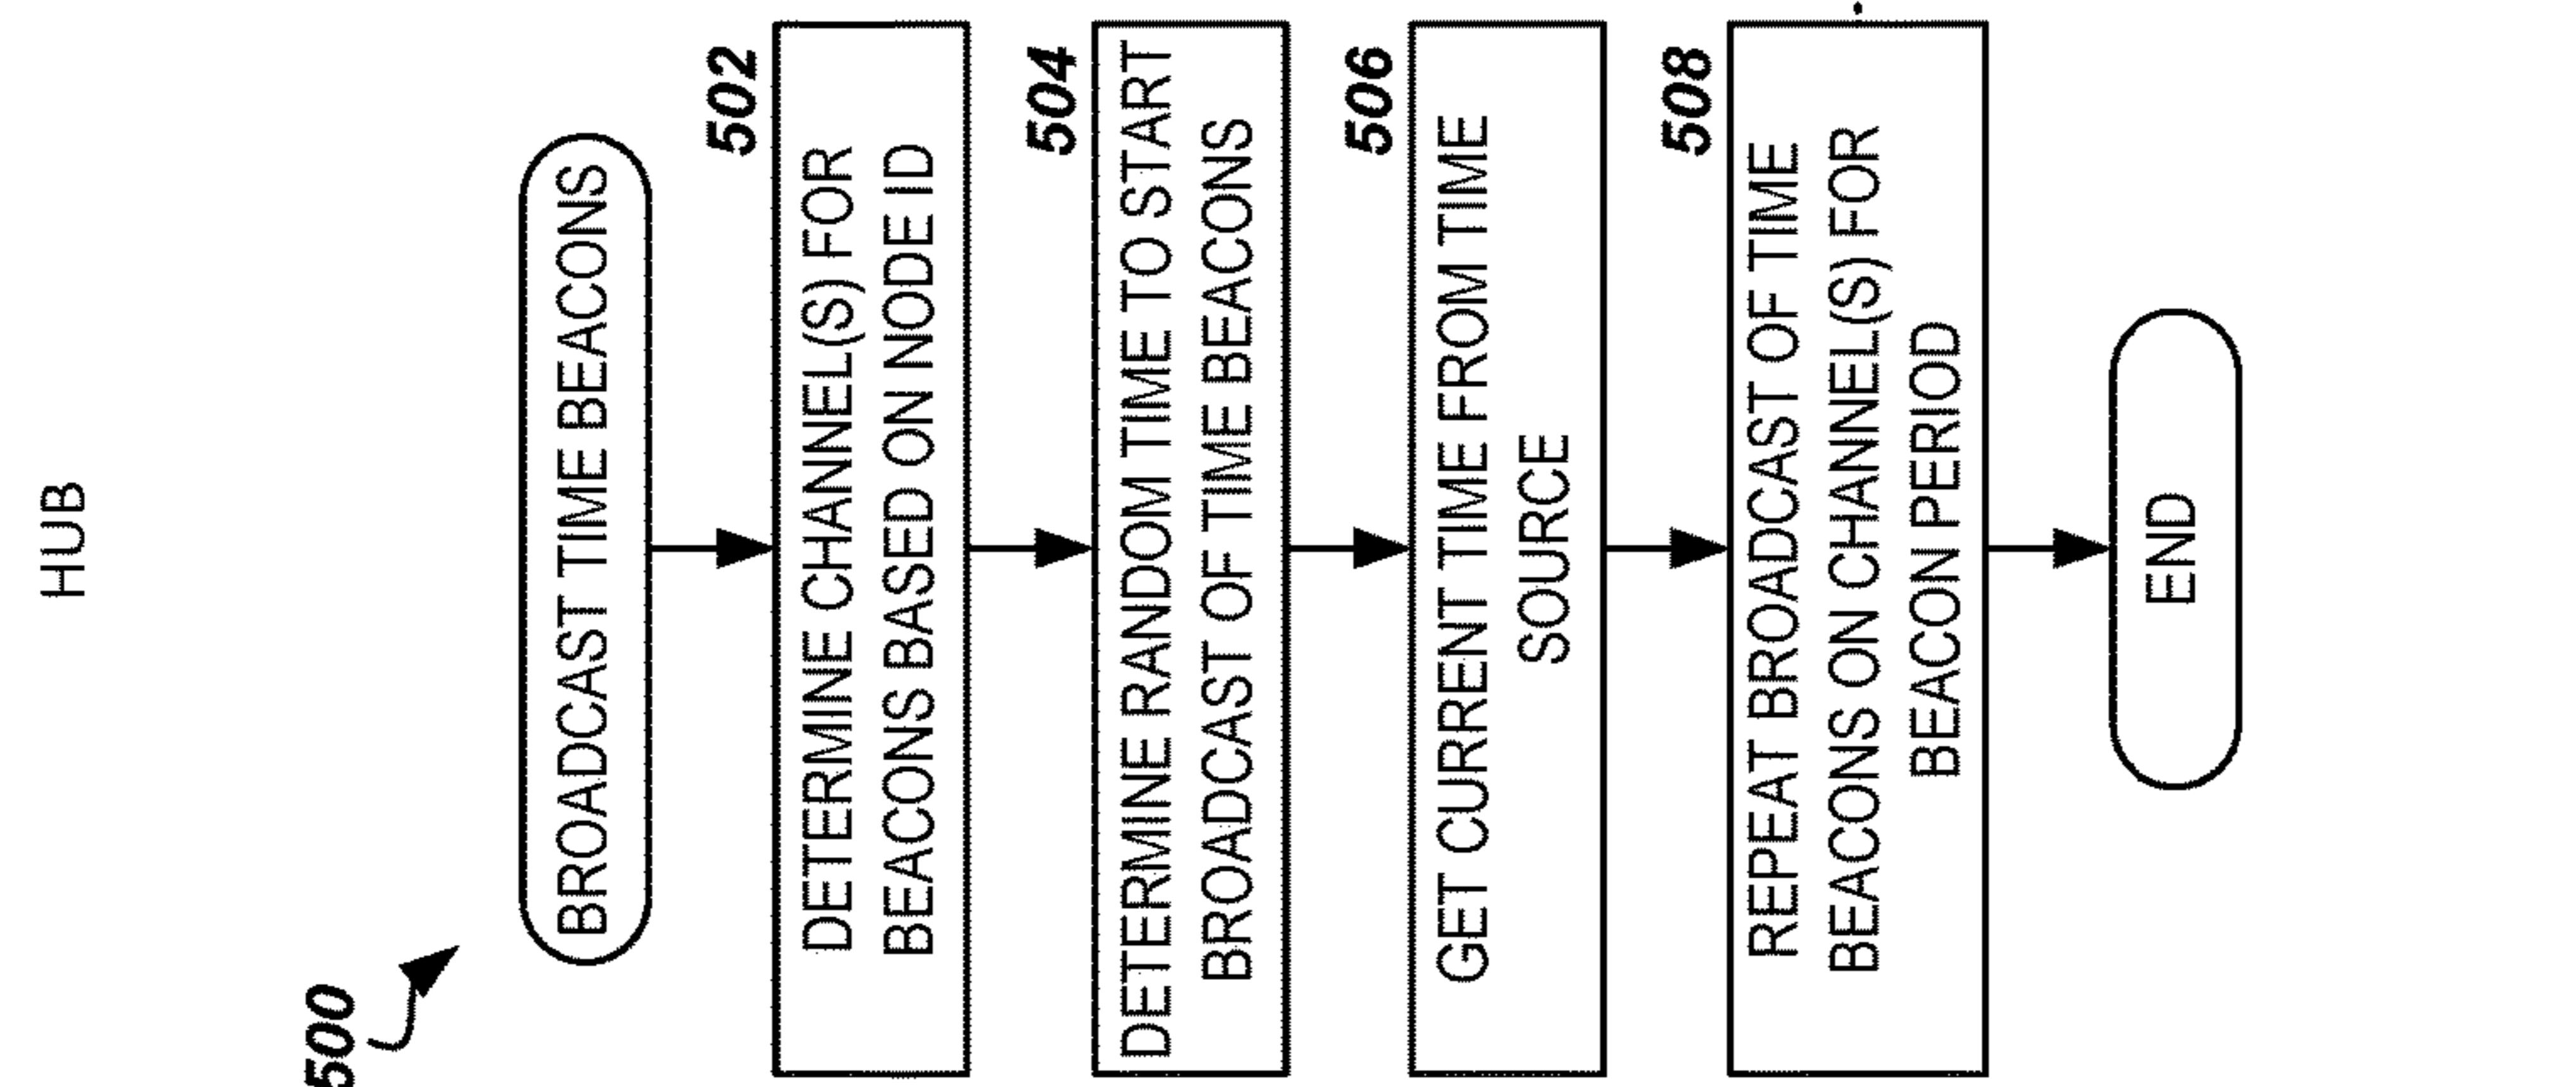 HUB
500
BROADCAST TIME BEACONS
502
DETERMINE CHANNEL(S) FOR
BEACONS BASED ON NODE ID
504
DETERMINE RANDOM TIME TO START
BROADCAST OF TIME BEACONS
506
GET CURRENT TIME FROM TIME
SOURCE
508
REPEAT BROADCAST OF TIME
BEACONS ON CHANNEL(S) FOR
BEACON PERIOD
END